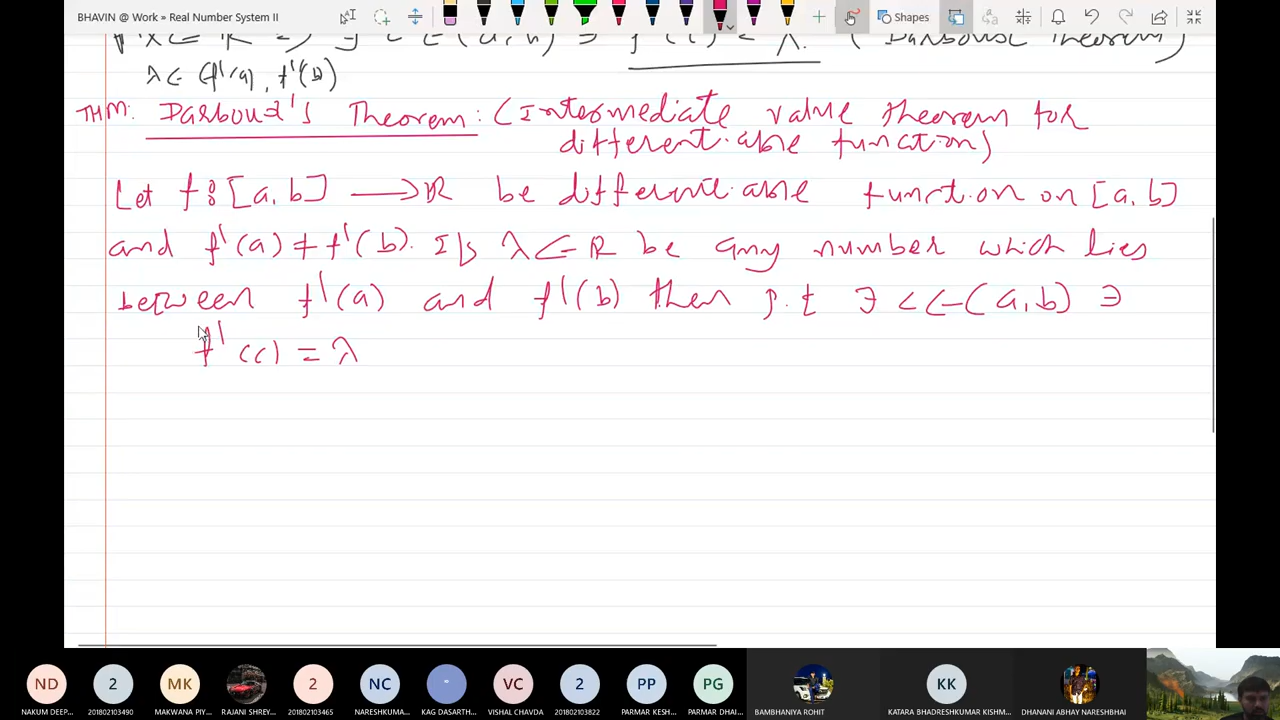 BHAVIN @ Work » Real Number System II
Shapes
λ ∈ (f'(a), f'(b)
THM: Darboux's Theorem: (Intermediate value theorem for
differentiable function)
Let f: [a, b] ⟶ ℝ be differentiable function on [a, b]
and f'(a) ≠ f'(b). If λ ∈ ℝ be any number which lies
between f'(a) and f'(b) then p.t ∃ c ∈ (a, b) ∋
f'(c) = λ
ND 2 MK 2 NC VC 2 PP PG KK
NAKUM DEEP... 201802103490 MAKWANA PIY... RAJANI SHREY... 201802103465 NARESHKUMA... KAG DASARTH... VISHAL CHAVDA 201802103822 PARMAR KESH... PARMAR DHAI... BAMBHANIYA ROHIT KATARA BHADRESHKUMAR KISHM... DHANANI ABHAY NARESHBHAI